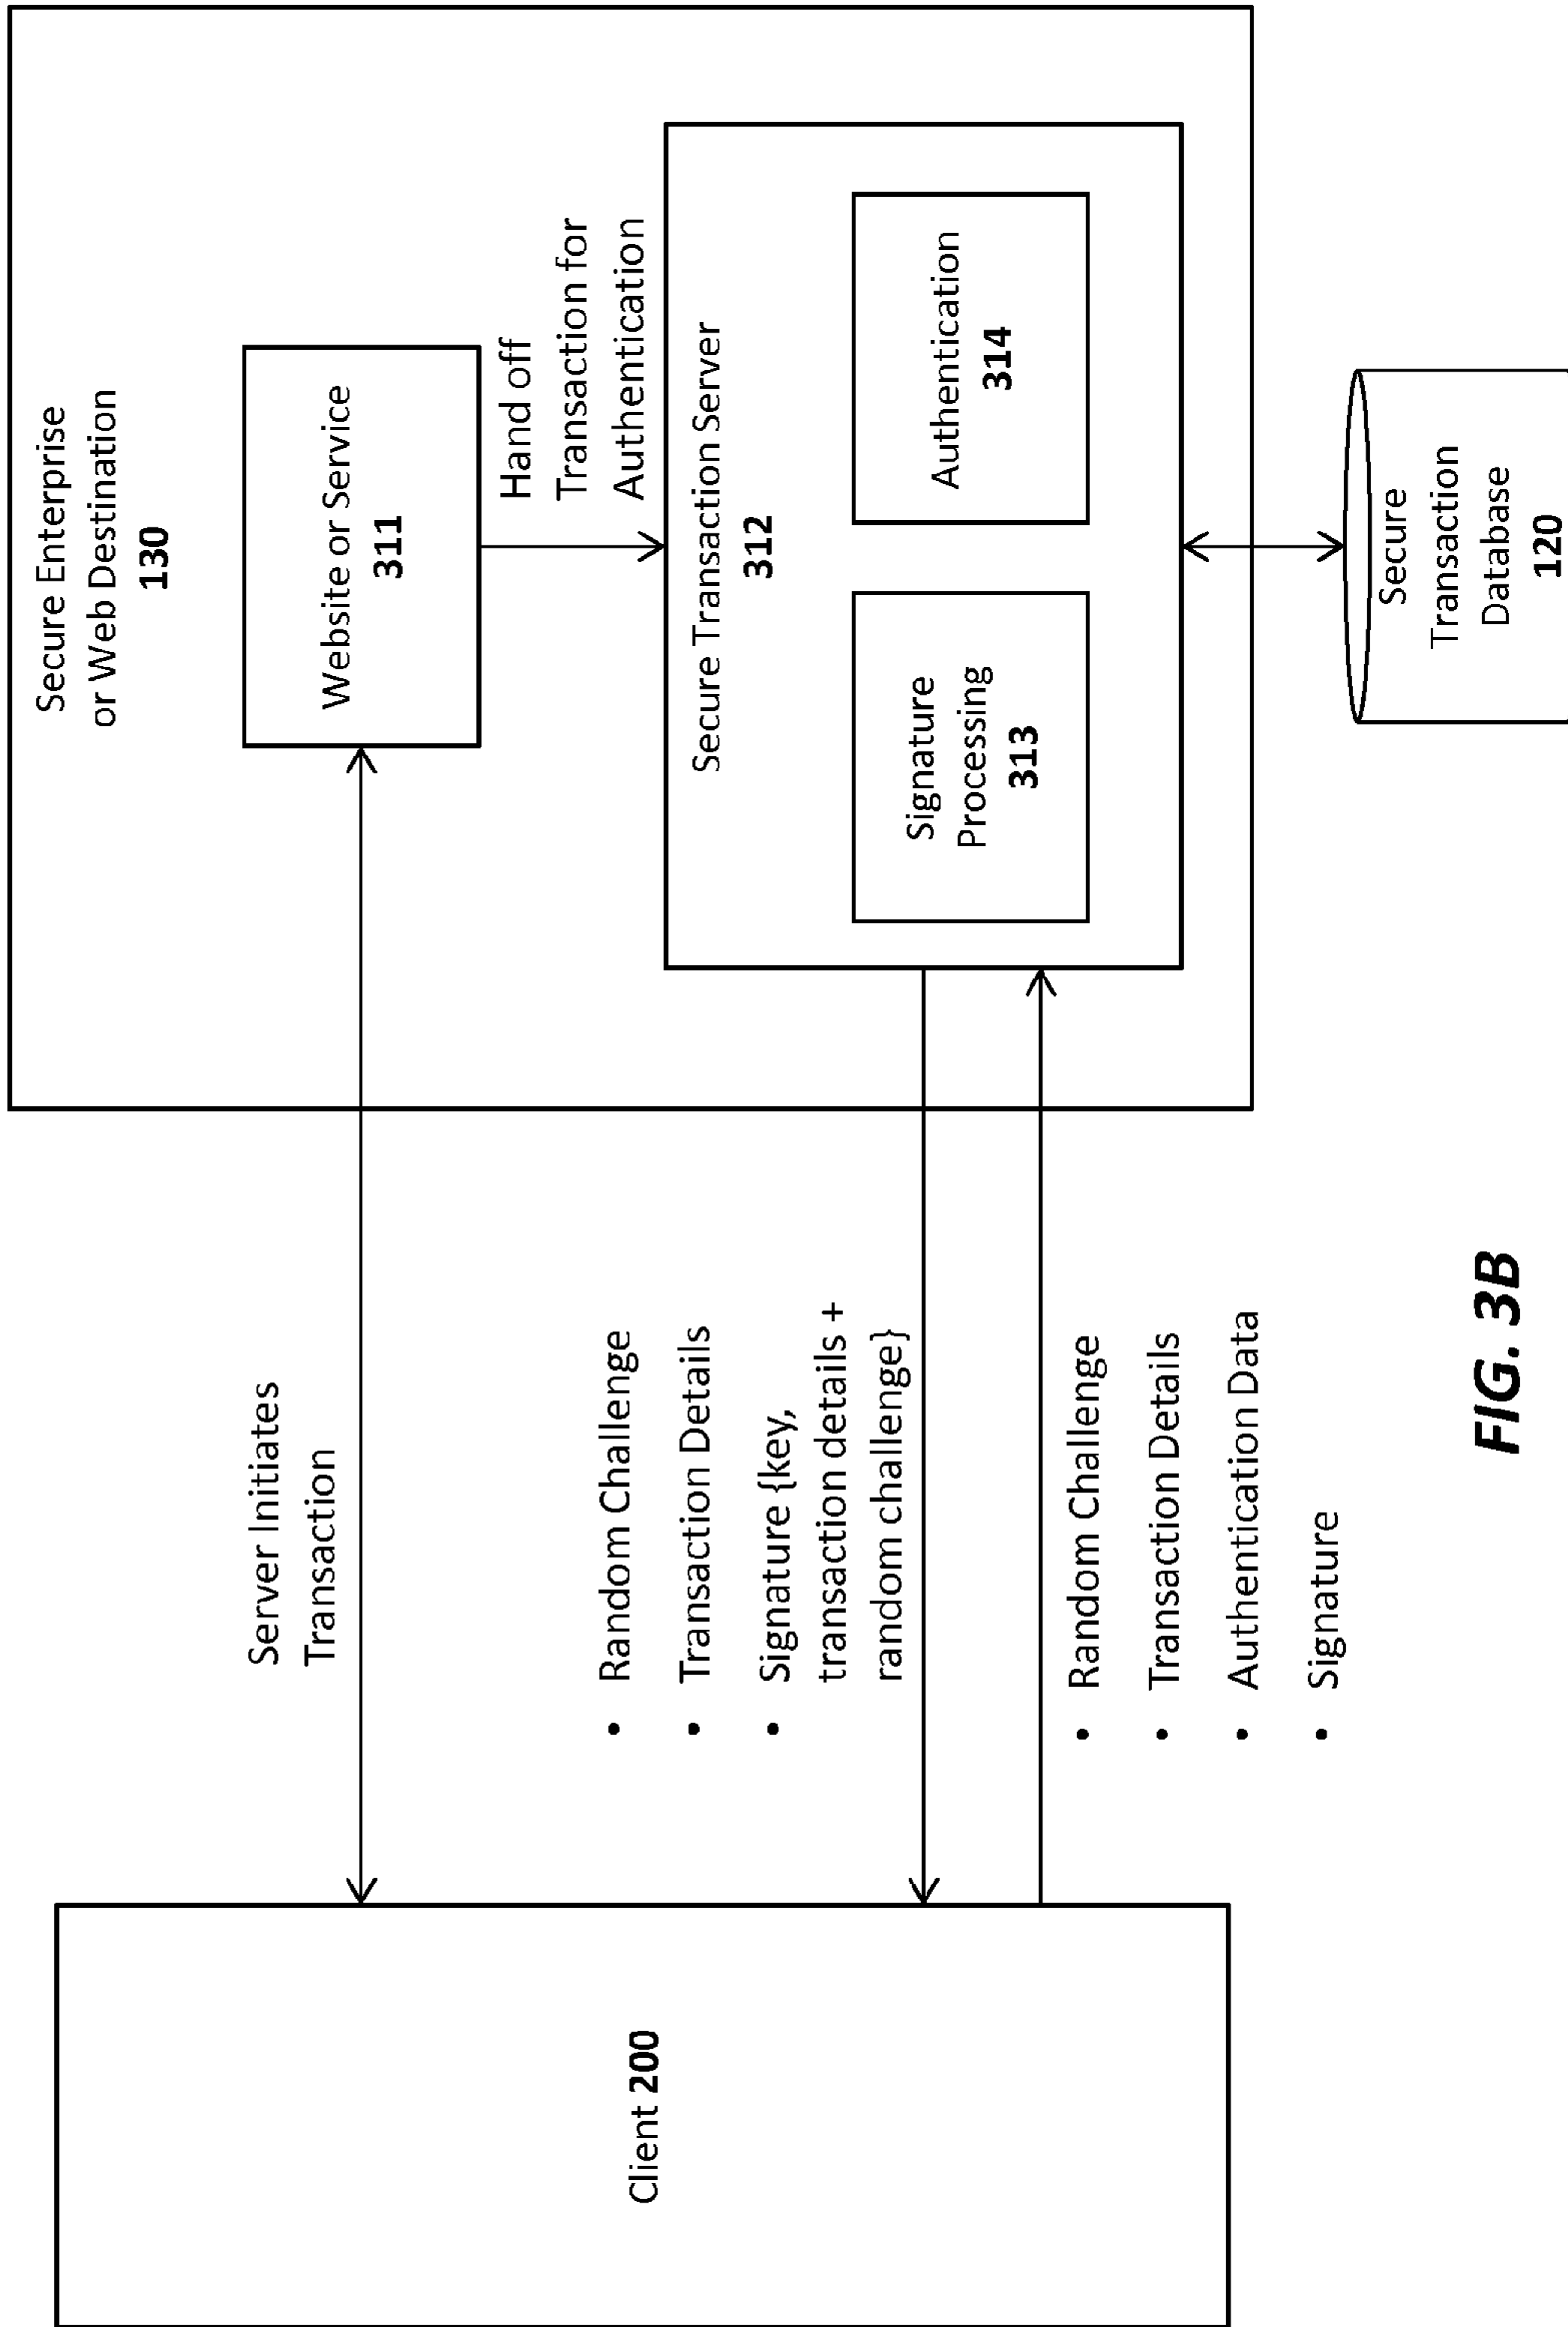 Secure Enterprise
or Web Destination
130
Website or Service
311
Server Initiates
Transaction
Hand off
Transaction for
Authentication
Client 200
• Random Challenge
• Transaction Details
• Signature {key,
transaction details +
random challenge}
Secure Transaction Server
312
Signature
Processing
313
Authentication
314
• Random Challenge
• Transaction Details
• Authentication Data
• Signature
Secure
Transaction
Database
120
FIG. 3B